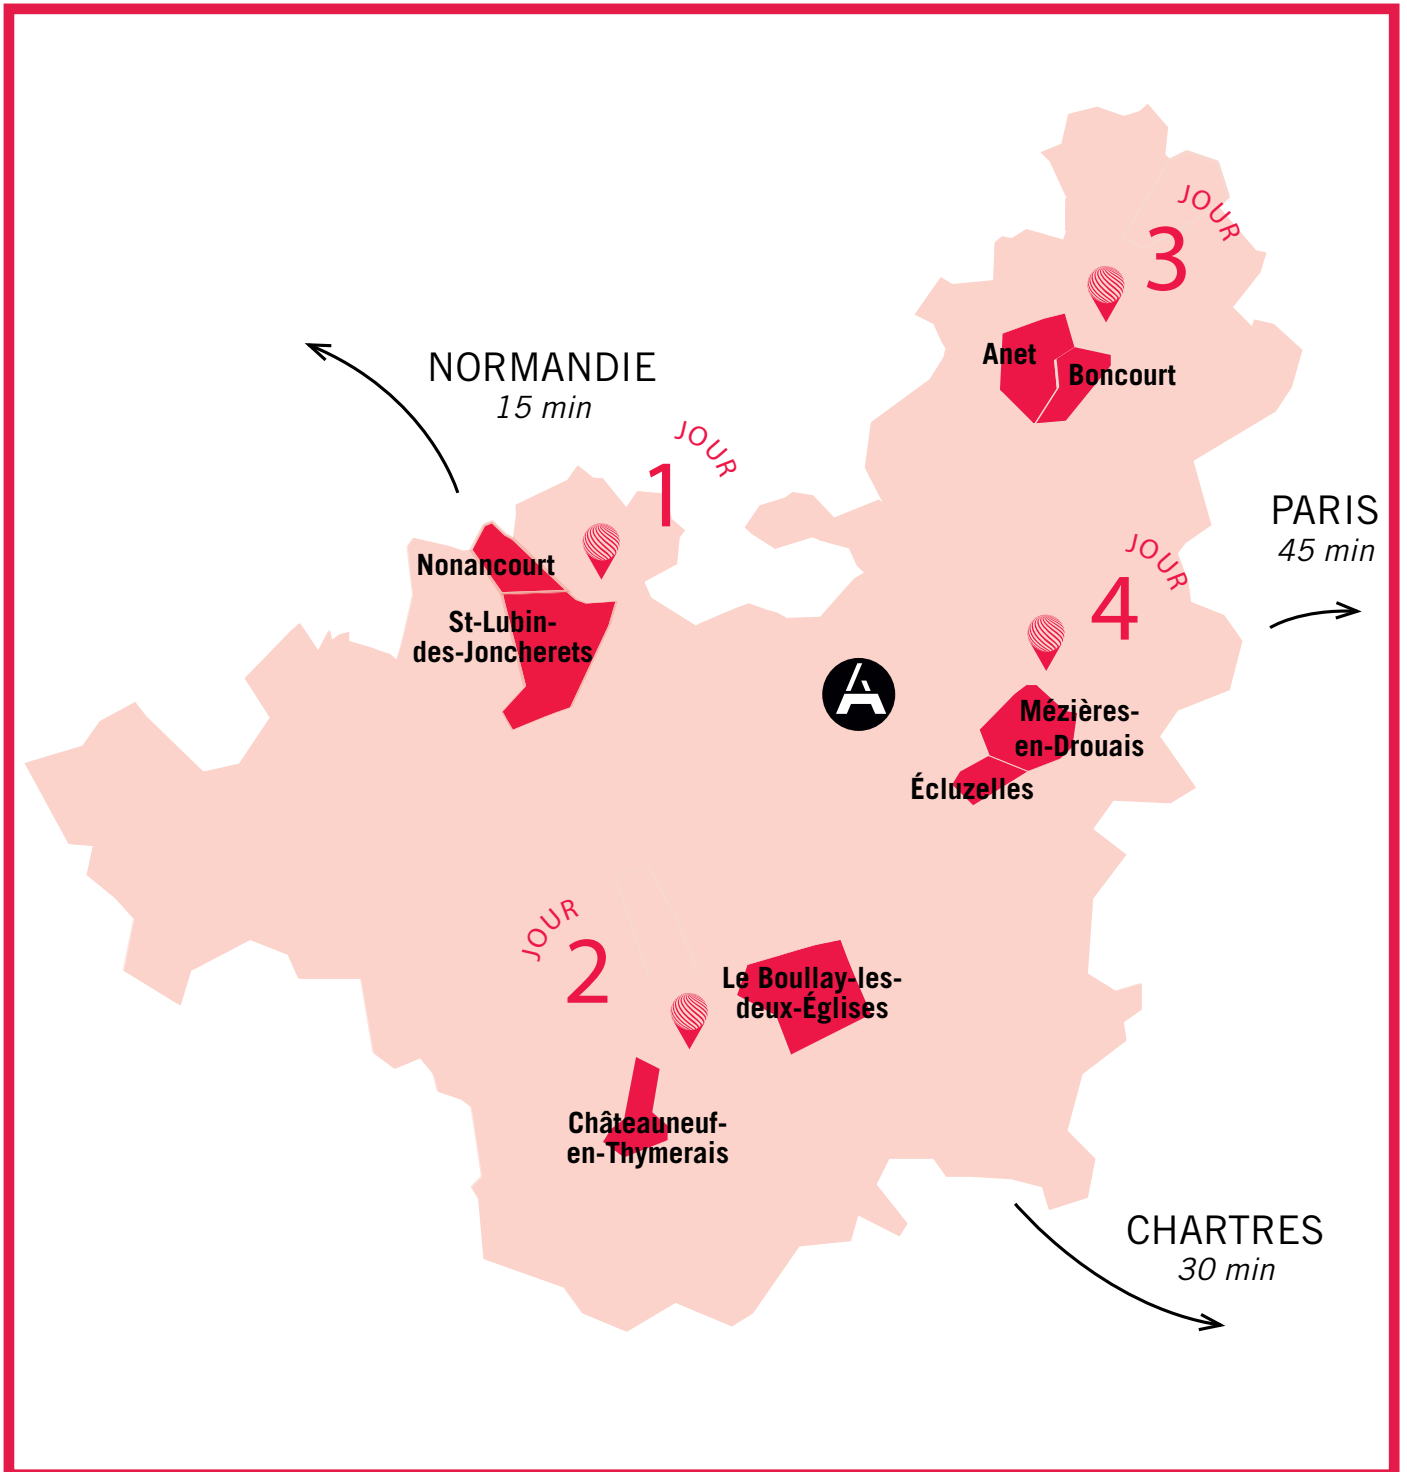 JOUR
3
Anet
Boncourt
NORMANDIE
15 min
JOUR
1
Nonancourt
St-Lubin-
des-Joncherets
PARIS
45 min
JOUR
4
Mézières-
en-Drouais
Écluzelles
JOUR
2
Le Boullay-les-
deux-Églises
Châteauneuf-
en-Thymerais
CHARTRES
30 min